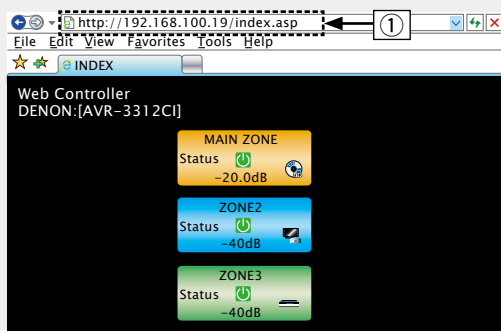 http://192.168.100.19/index.asp
①
File Edit View Favorites Tools Help
INDEX
Web Controller
DENON:[AVR-3312CI]
MAIN ZONE
Status
-20.0dB
ZONE2
Status
-40dB
ZONE3
Status
-40dB